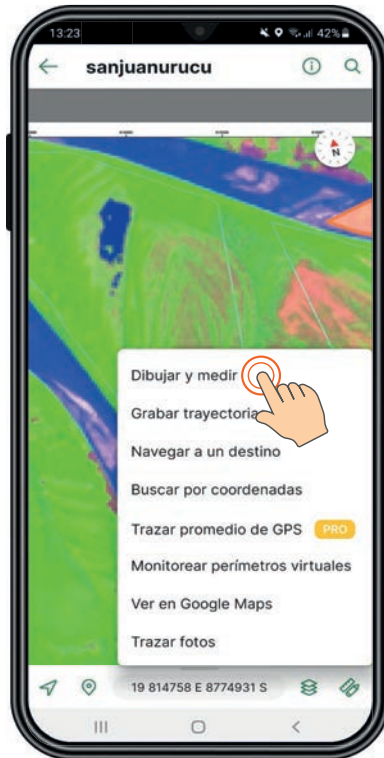 13:23 42%
sanjuanurucu
N
Dibujar y medir
Grabar trayectoria
Navegar a un destino
Buscar por coordenadas
Trazar promedio de GPS PRO
Monitorear perímetros virtuales
Ver en Google Maps
Trazar fotos
19 814758 E 8774931 S